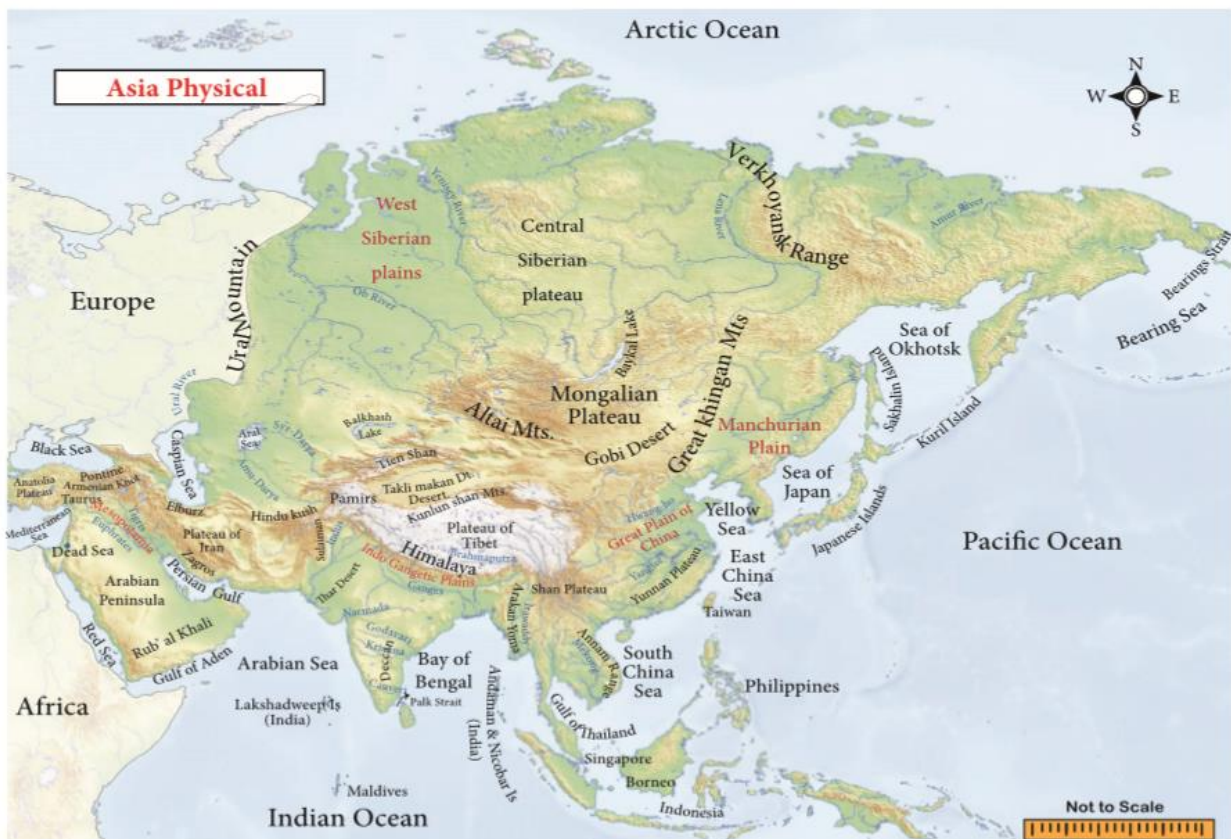 Arctic Ocean
Asia Physical
N
W
E
S
Verkhoyansk Range
Yenisey River
Lena River
Amur River
West
Siberian
plains
Central
Siberian
plateau
Bearings Strait
Bearing Sea
Europe
Ural Mountain
Ob River
Sea of
Okhotsk
Baykal Lake
Great khingan Mts
Sakhaln Island
Kuril Island
Ural River
Mongalian
Plateau
Altai Mts.
Gobi Desert
Manchurian
Plain
Balkhash
Lake
Aral
Sea
Syr-Darya
Amu-Darya
Black Sea
Caspian Sea
Tien Shan
Sea of
Japan
Japanese Islands
Anatolia
Plateau
Pontine
Armenian Knot
Taurus
Elburz
Takli makan Dt.
Desert.
Kunlun shan Mts
Pamirs
Hindu kush
Sulaiman
Mediterranean
Sea
Mesopotamia
Tigris
Euphrates
Plateau of
Iran
Zagros
Plateau of
Tibet
Hwang ho
Great Plain of
China
Yellow
Sea
Pacific Ocean
Dead Sea
Indus
Himalaya
Brahmaputra
Indo Gangetic Plains
Ganges
East
China
Sea
Arabian
Peninsula
Persian Gulf
Thar Desert
Shan Plateau
Yunnan Plateau
Taiwan
Rub' al Khali
Red Sea
Gulf of Aden
Narmada
Godavari
Krishna
Deccan
Arakan Yoma
Irrawaddy
Annam Range
Mekong
Arabian Sea
Bay of
Bengal
South
China
Sea
Philippines
Africa
Lakshadweep Is
(India)
Cauvery
Palk Strait
Andaman & Nicobar Is
(India)
Gulf of Thailand
Singapore
Borneo
Maldives
Indonesia
Indian Ocean
Not to Scale